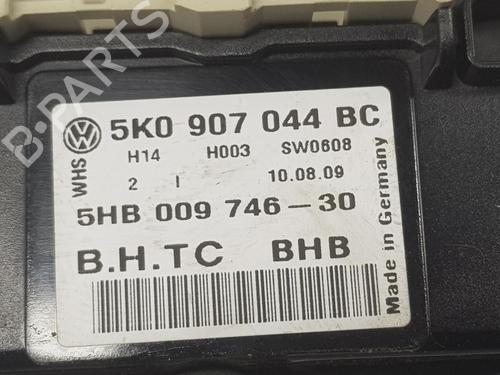 5K0 907 044 BC
WHS
H14 H003 SW0608
2 I 10.08.09
5HB 009 746-30
B.H.TC BHB
Made in Germany
B-PARTS